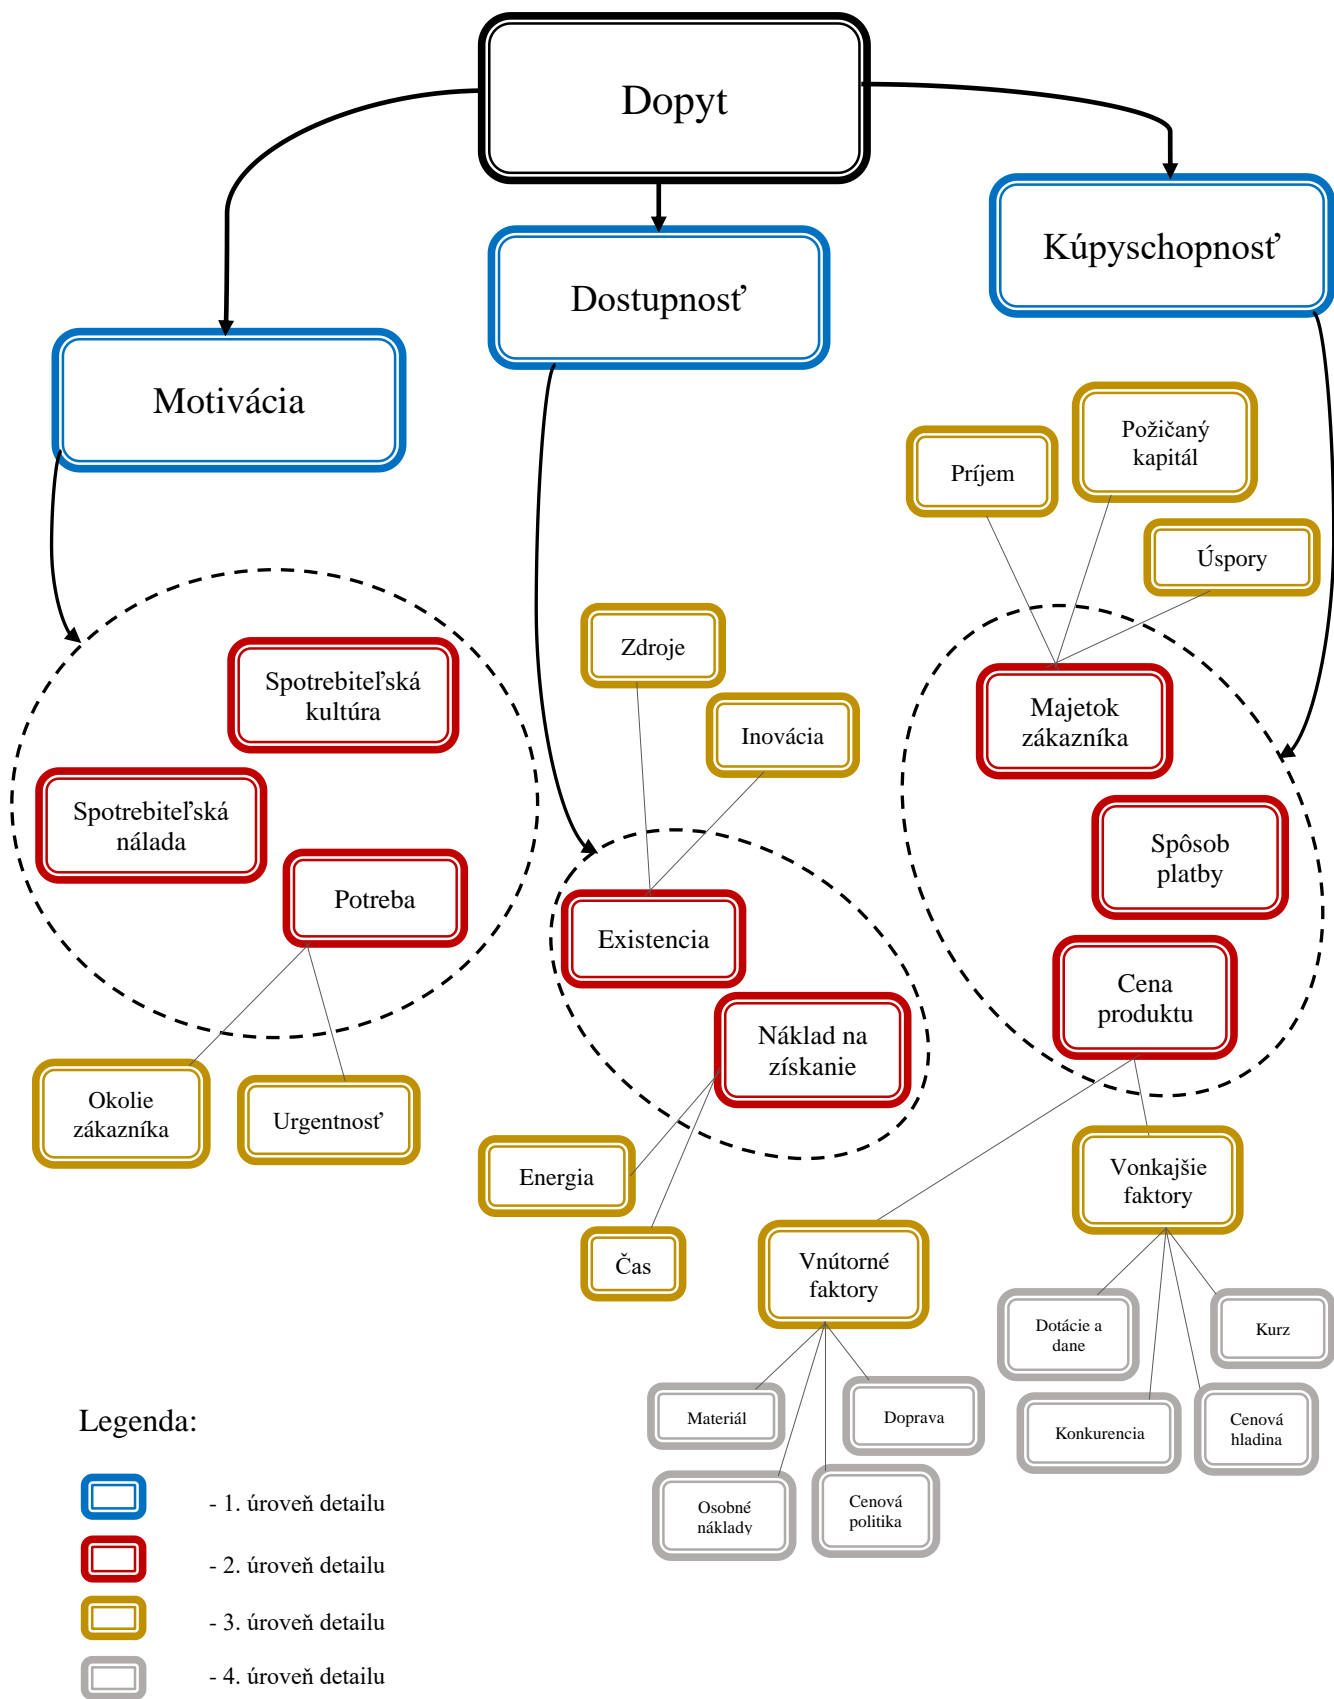 Dopyt
Kúpyschopnosť
Dostupnosť
Motivácia
Požičaný
kapitál
Príjem
Úspory
Zdroje
Spotrebiteľská
kultúra
Majetok
zákazníka
Inovácia
Spotrebiteľská
nálada
Spôsob
platby
Potreba
Existencia
Cena
produktu
Náklad na
získanie
Okolie
zákazníka
Urgentnosť
Energia
Vonkajšie
faktory
Čas
Vnútorné
faktory
Dotácie a
dane
Kurz
Materiál
Doprava
Konkurencia
Cenová
hladina
Legenda:
Osobné
náklady
Cenová
politika
- 1. úroveň detailu
- 2. úroveň detailu
- 3. úroveň detailu
- 4. úroveň detailu